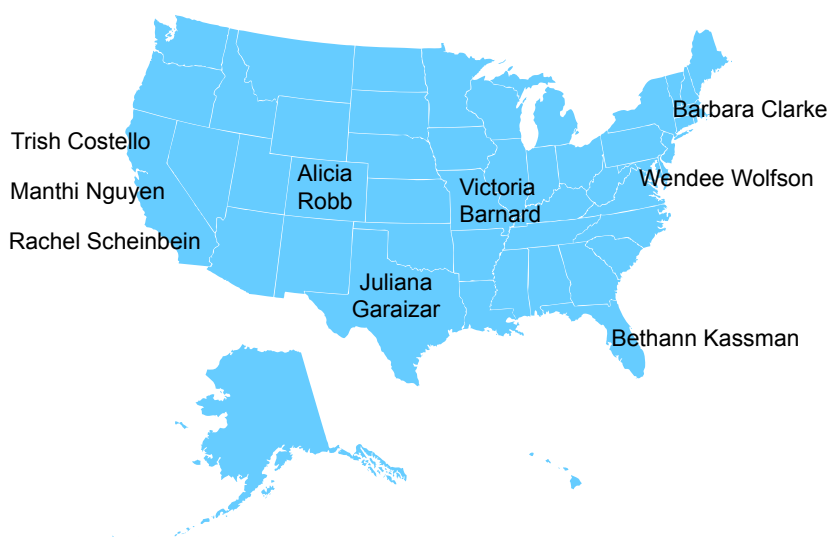 Barbara Clarke
Trish Costello
Alicia
Robb
Manthi Nguyen
Victoria
Barnard
Wendee Wolfson
Rachel Scheinbein
Juliana
Garaizar
Bethann Kassman